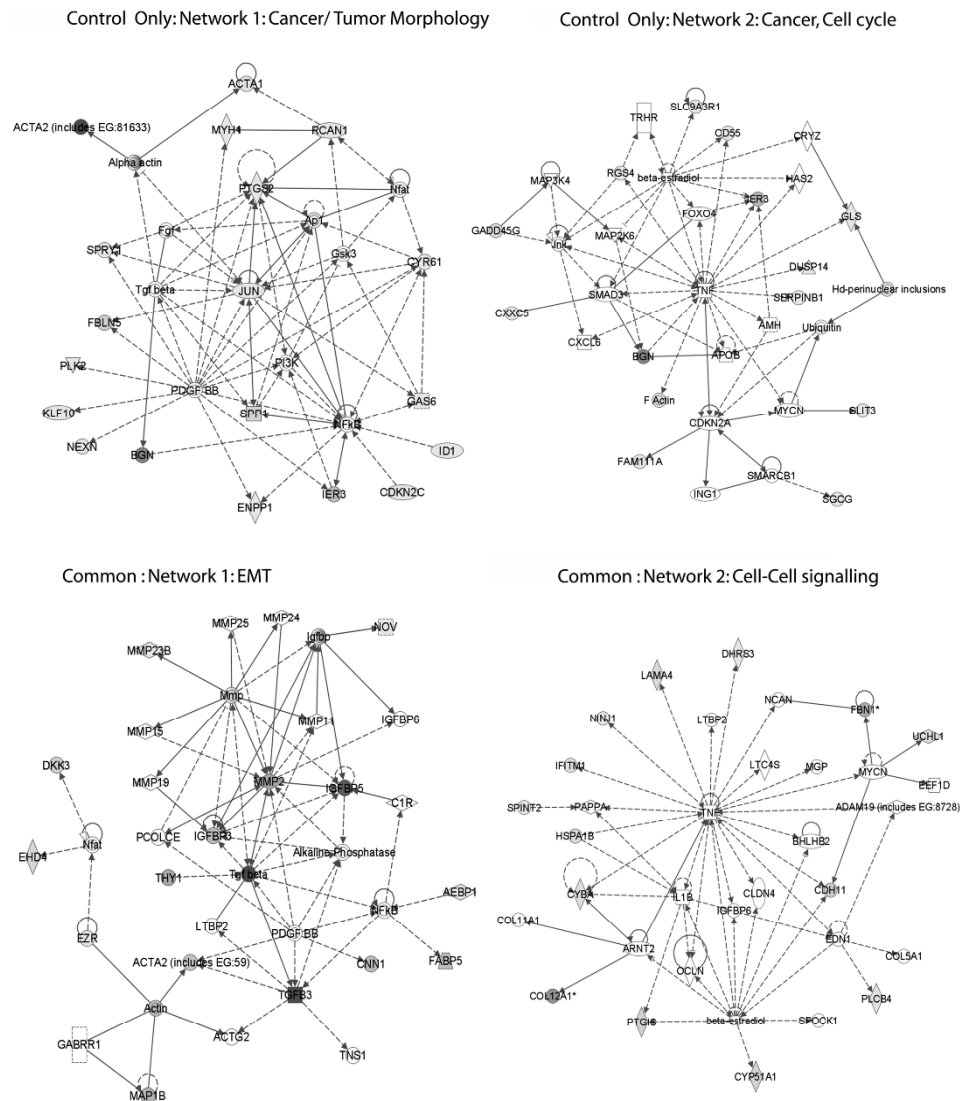 Control Only: Network 1: Cancer/ Tumor Morphology
Control Only: Network 2: Cancer, Cell cycle
ACTA1
ACTA2 (includes EG:81633)
MYH4
RCAN1
Alpha actin
PTGS2
Nfat
Fgf
Ap1
SPRY1
Gsk3
CYR61
Tgf beta
JUN
FBLN5
PLK2
PI3K
PDGF BB
GAS6
KLF10
SPP1
NFkB
NEXN
BGN
ID1
IER3
CDKN2C
ENPP1
SLC9A3R1
TRHR
CD55
CRYZ
MAP3K4
RGS4
beta-estradiol
HAS2
IER3
FOXO4
GLS
GADD45G
Jnk
MAP2K6
DUSP14
TNF
Hd-perinuclear inclusions
SMAD3
SERPINB1
CXXC5
AMH
Ubiquitin
CXCL6
BGN
APOB
F Actin
MYCN
SLIT3
CDKN2A
FAM111A
SMARCB1
ING1
SGCG
Common : Network 1: EMT
Common : Network 2: Cell-Cell signalling
MMP24
MMP25
Igfbp
NOV
MMP23B
Mmp
MMP11
IGFBP6
MMP15
DKK3
MMP19
MMP2
IGFBP5
C1R
Nfat
PCOLCE
IGFBP3
EHD4
Alkaline Phosphatase
THY1
Tgf beta
AEBP1
NFkB
LTBP2
PDGF BB
EZR
ACTA2 (includes EG:59)
CNN1
FABP5
TGFB3
Actin
GABRR1
ACTG2
TNS1
MAP1B
DHRS3
LAMA4
NCAN
FBN1*
NINJ1
LTBP2
UCHL1
IFITM1
LTC4S
MGP
MYCN
EEF1D
SPINT2
PAPPA
TNF
ADAM19 (includes EG:8728)
HSPA1B
BHLHB2
CYBA
IL1B
CLDN4
CDH11
IGFBP6
COL11A1
EDN1
ARNT2
COL5A1
OCLN
COL12A1*
PLCB4
PTGIS
beta-estradiol
SPOCK1
CYP51A1